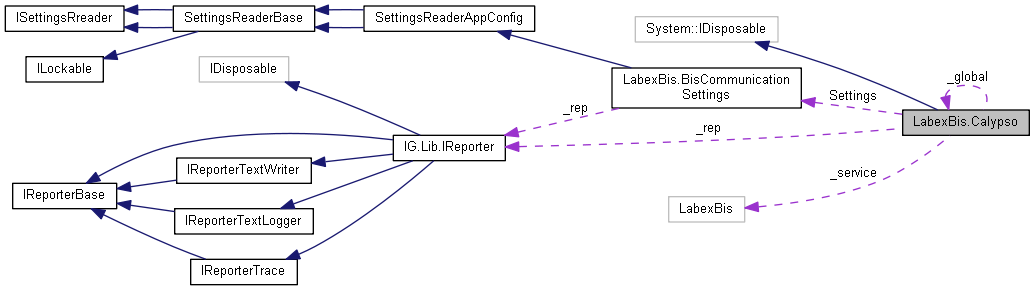 ISettingsRreader
SettingsReaderBase
SettingsReaderAppConfig
System::IDisposable
ILockable
IDisposable
LabexBis.BisCommunication
Settings
_global
Settings
LabexBis.Calypso
_rep
_rep
IG.Lib.IReporter
IReporterTextWriter
_service
IReporterBase
LabexBis
IReporterTextLogger
IReporterTrace